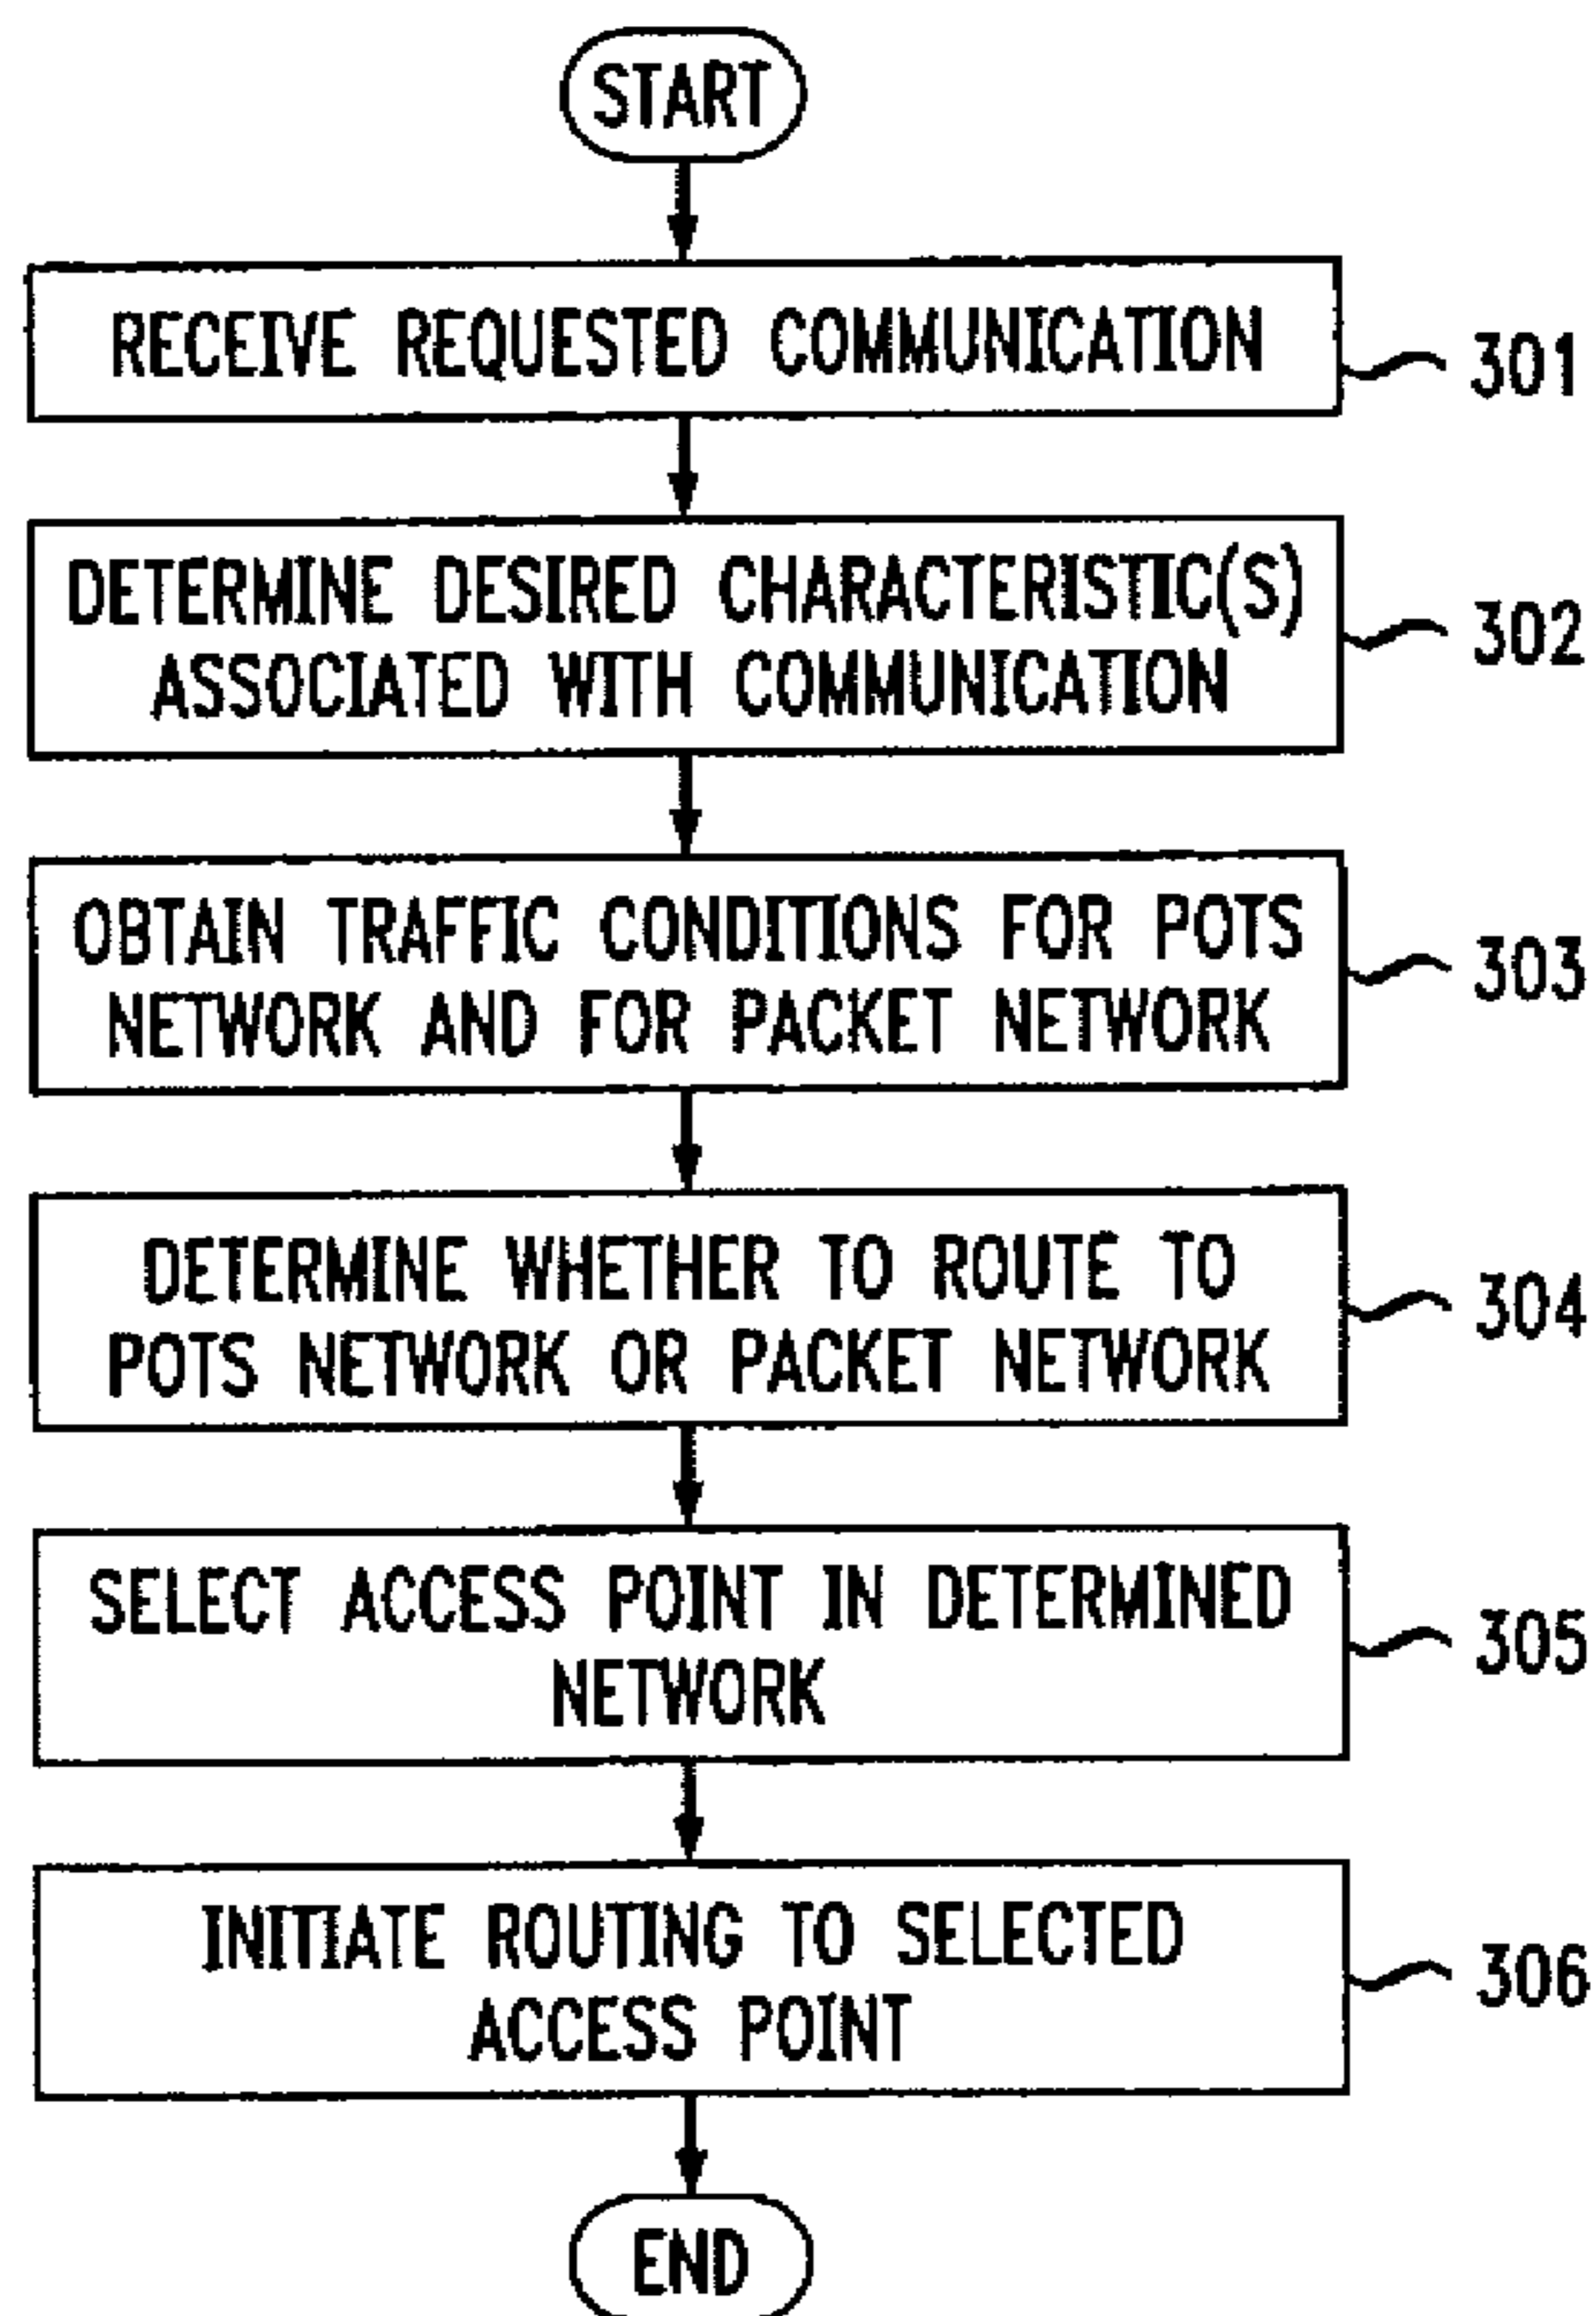 START
RECEIVE REQUESTED COMMUNICATION
301
DETERMINE DESIRED CHARACTERISTIC(S)
ASSOCIATED WITH COMMUNICATION
302
OBTAIN TRAFFIC CONDITIONS FOR POTS
NETWORK AND FOR PACKET NETWORK
303
DETERMINE WHETHER TO ROUTE TO
POTS NETWORK OR PACKET NETWORK
304
SELECT ACCESS POINT IN DETERMINED
NETWORK
305
INITIATE ROUTING TO SELECTED
ACCESS POINT
306
END